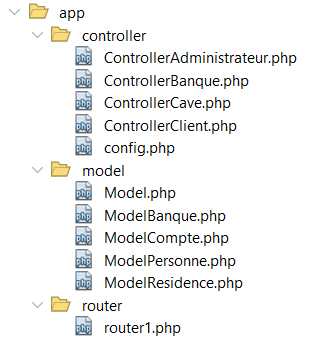 app
controller
ControllerAdministrateur.php
ControllerBanque.php
ControllerCave.php
ControllerClient.php
config.php
model
Model.php
ModelBanque.php
ModelCompte.php
ModelPersonne.php
ModelResidence.php
router
router1.php